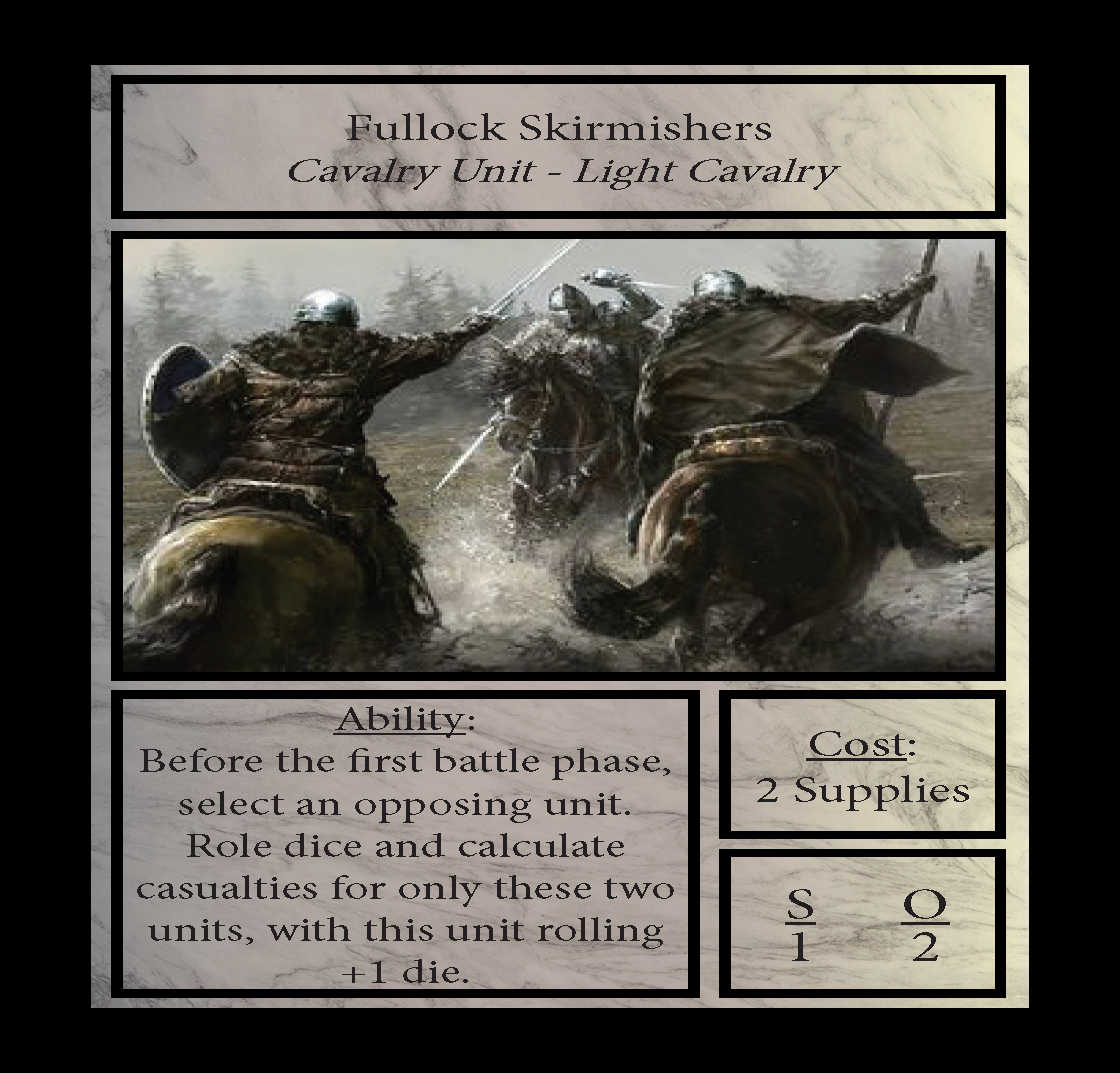 Fullock Skirmishers
Cavalry Unit - Light Cavalry
Ability:
Before the first battle phase,
select an opposing unit.
Role dice and calculate
casualties for only these two
units, with this unit rolling
+1 die.
Cost:
2 Supplies
S O
1 2